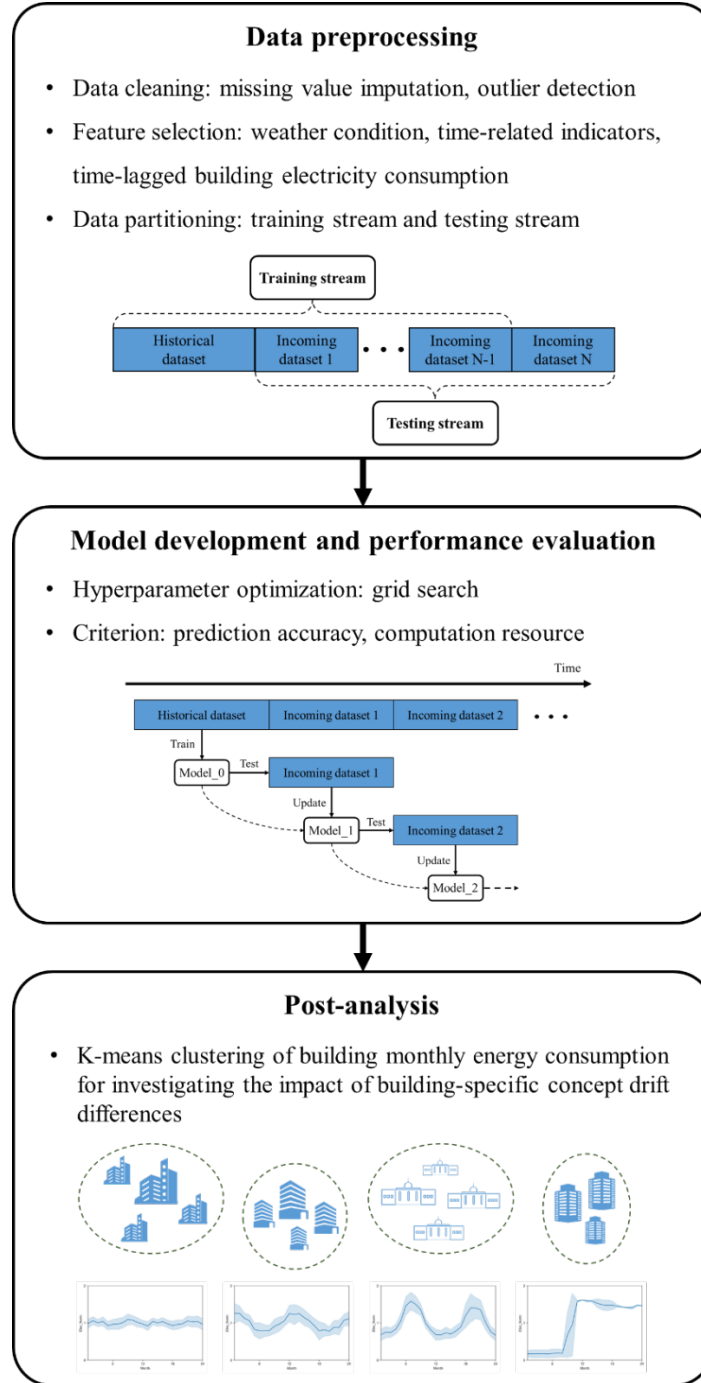 Data preprocessing
• Data cleaning: missing value imputation, outlier detection
• Feature selection: weather condition, time-related indicators,
time-lagged building electricity consumption
• Data partitioning: training stream and testing stream
Training stream
Historical
dataset
Incoming
dataset 1
• • •
Incoming
dataset N-1
Incoming
dataset N
Testing stream
Model development and performance evaluation
• Hyperparameter optimization: grid search
• Criterion: prediction accuracy, computation resource
Time
Historical dataset
Incoming dataset 1
Incoming dataset 2
• • •
Train
Model_0
Test
Incoming dataset 1
Update
Model_1
Test
Incoming dataset 2
Update
Model_2
Post-analysis
• K-means clustering of building monthly energy consumption
for investigating the impact of building-specific concept drift
differences
Month
Month
Month
Month